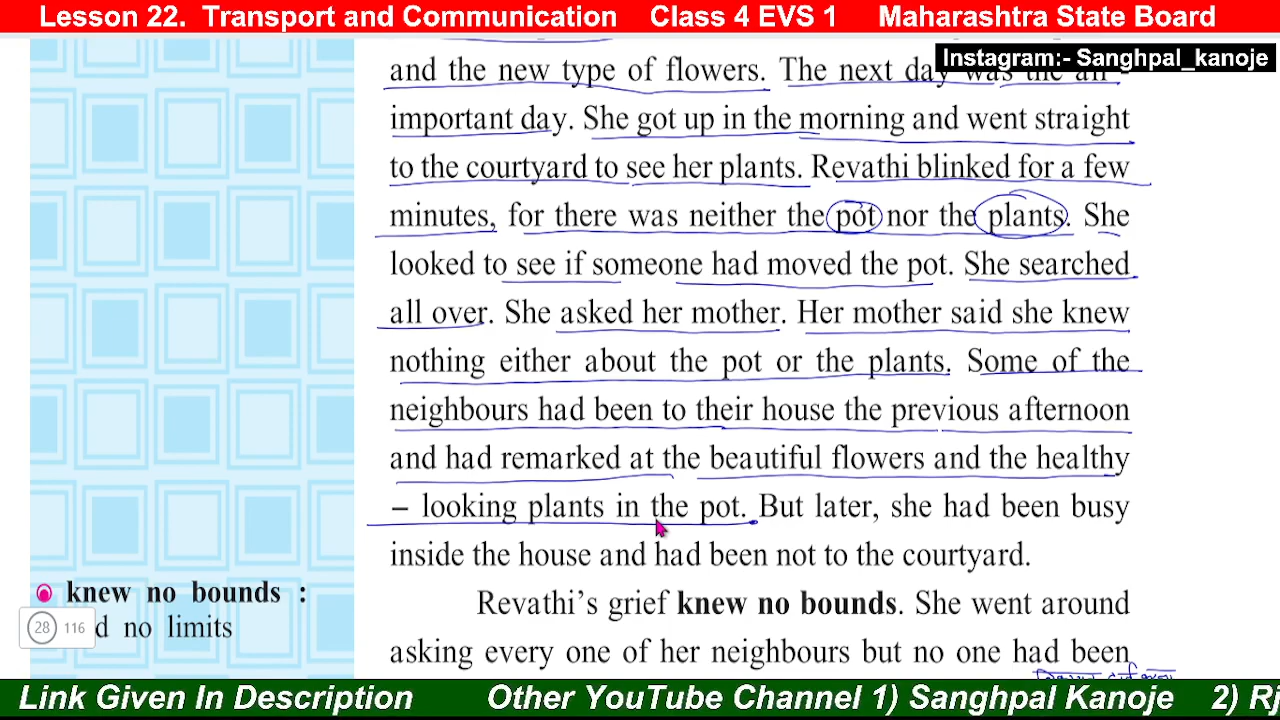 Lesson 22. Transport and Communication Class 4 EVS 1 Maharashtra State Board
Instagram:- Sanghpal_kanoje
and the new type of flowers. The next day was the all -
important day. She got up in the morning and went straight
to the courtyard to see her plants. Revathi blinked for a few
minutes, for there was neither the pot nor the plants. She
looked to see if someone had moved the pot. She searched
all over. She asked her mother. Her mother said she knew
nothing either about the pot or the plants. Some of the
neighbours had been to their house the previous afternoon
and had remarked at the beautiful flowers and the healthy
– looking plants in the pot. But later, she had been busy
inside the house and had been not to the courtyard.
Revathi's grief knew no bounds. She went around
asking every one of her neighbours but no one had been
knew no bounds :
d no limits
28 116
Link Given In Description Other YouTube Channel 1) Sanghpal Kanoje 2) Rj